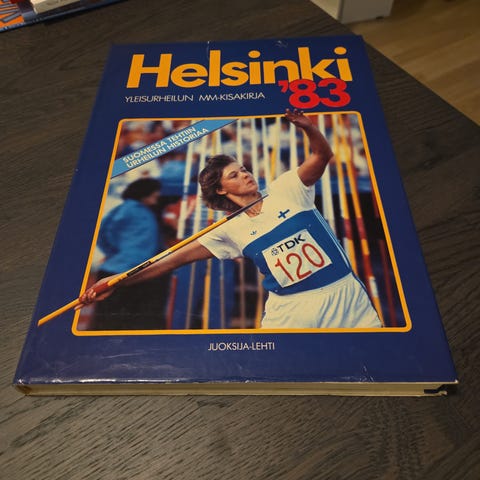 Helsinki
'83
YLEISURHEILUN MM-KISAKIRJA
SUOMESSA TEHTIIN
URHEILUN HISTORIAA
TDK
120
JUOKSIJA-LEHTI